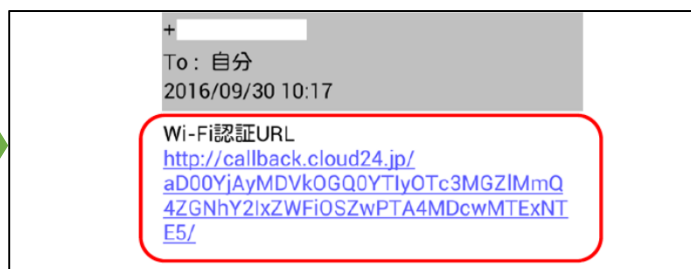 +
To: 自分
2016/09/30 10:17
Wi-Fi認証URL
http://callback.cloud24.jp/
aD00YjAyMDVkOGQ0YTIyOTc3MGZlMmQ
4ZGNhY2IxZWFiOSZwPTA4MDcwMTExNT
E5/